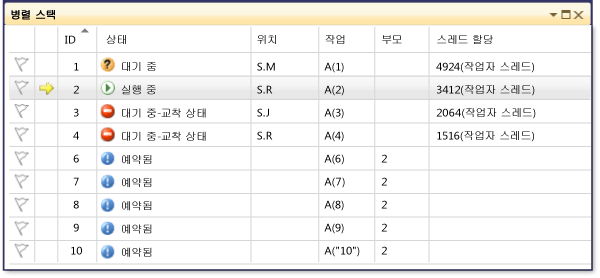 병렬 스택
ID 상태 위치 작업 부모 스레드 할당
1 대기 중 S.M A(1) 4924(작업자 스레드)
2 실행 중 S.R A(2) 3412(작업자 스레드)
3 대기 중-교착 상태 S.J A(3) 2064(작업자 스레드)
4 대기 중-교착 상태 S.R A(4) 1516(작업자 스레드)
6 예약됨 A(6) 2
7 예약됨 A(7) 2
8 예약됨 A(8) 2
9 예약됨 A(9) 2
10 예약됨 A("10") 2